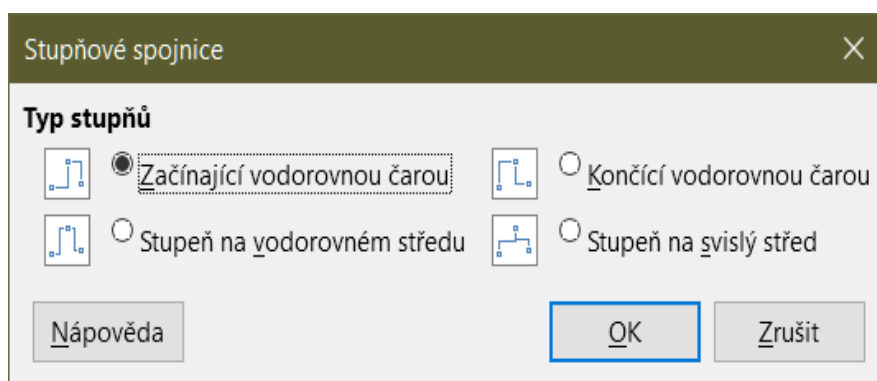 Stupňové spojnice
Typ stupňů
Začínající vodorovnou čarou
Končící vodorovnou čarou
Stupeň na vodorovném středu
Stupeň na svislý střed
Nápověda
OK
Zrušit